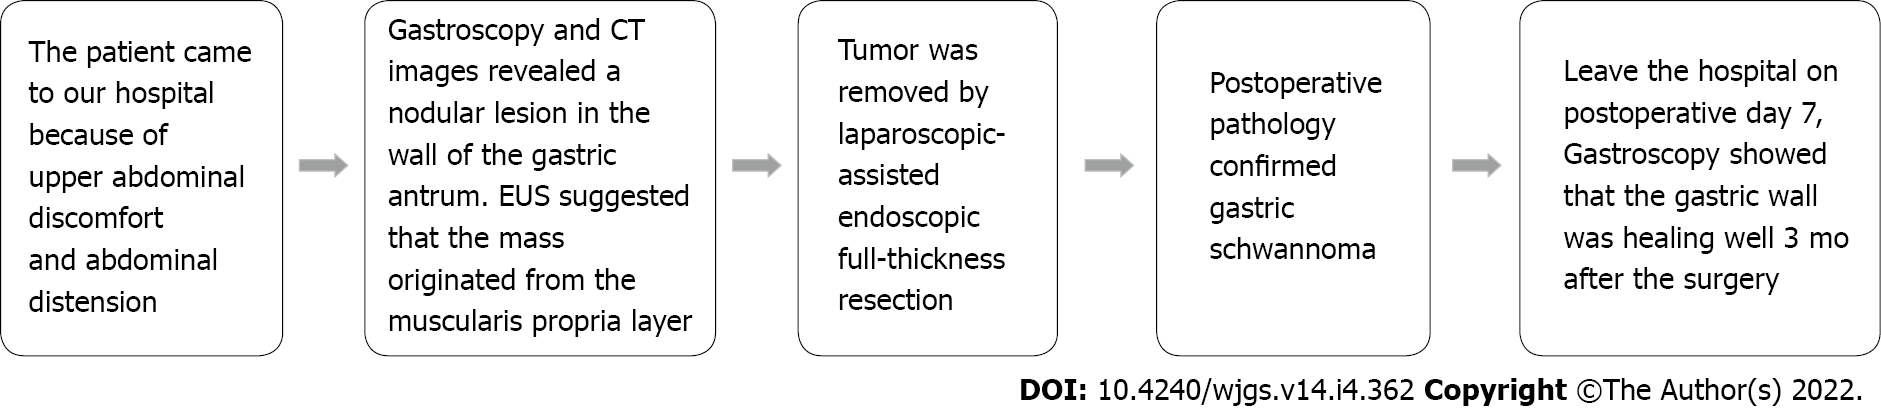 The patient came
to our hospital
because of
upper abdominal
discomfort
and abdominal
distension
Gastroscopy and CT
images revealed a
nodular lesion in the
wall of the gastric
antrum. EUS suggested
that the mass
originated from the
muscularis propria layer
Tumor was
removed by
laparoscopic-
assisted
endoscopic
full-thickness
resection
Postoperative
pathology
confirmed
gastric
schwannoma
Leave the hospital on
postoperative day 7,
Gastroscopy showed
that the gastric wall
was healing well 3 mo
after the surgery
DOI: 10.4240/wjgs.v14.i4.362 Copyright ©The Author(s) 2022.